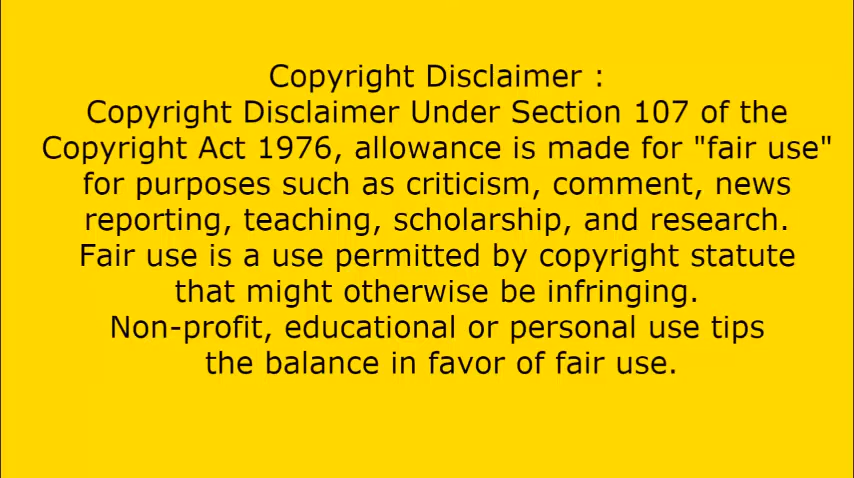 Copyright Disclaimer :
Copyright Disclaimer Under Section 107 of the
Copyright Act 1976, allowance is made for "fair use"
for purposes such as criticism, comment, news
reporting, teaching, scholarship, and research.
Fair use is a use permitted by copyright statute
that might otherwise be infringing.
Non-profit, educational or personal use tips
the balance in favor of fair use.